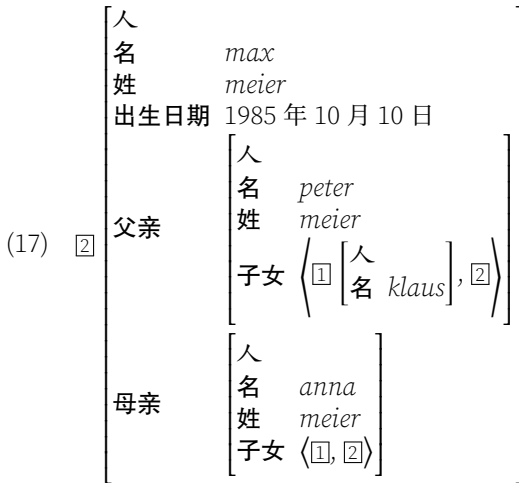 人
名 max
姓 meier
出生日期 1985 年 10 月 10 日
人
名 peter
(17) 2 父亲 姓 meier
子女 ⟨1 [人
名 klaus], 2⟩
人
名 anna
母亲 姓 meier
子女 ⟨1, 2⟩